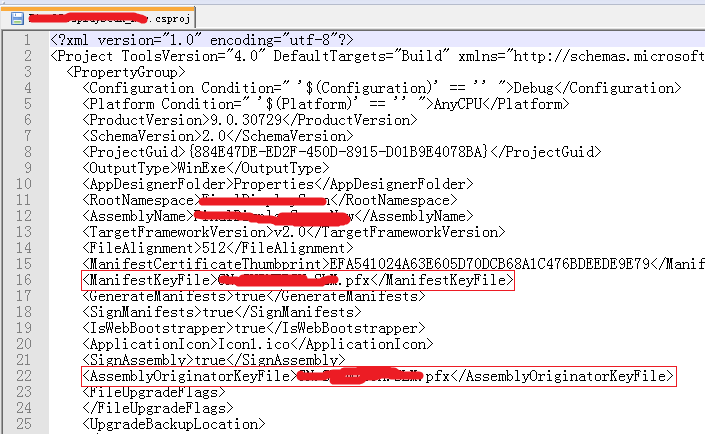 .csproj
1 <?xml version="1.0" encoding="utf-8"?>
2 <Project ToolsVersion="4.0" DefaultTargets="Build" xmlns="http://schemas.microsoft
3 <PropertyGroup>
4 <Configuration Condition=" '$(Configuration)' == '' ">Debug</Configuration>
5 <Platform Condition=" '$(Platform)' == '' ">AnyCPU</Platform>
6 <ProductVersion>9.0.30729</ProductVersion>
7 <SchemaVersion>2.0</SchemaVersion>
8 <ProjectGuid>{884E47DE-ED2F-450D-8915-D01B9E4078BA}</ProjectGuid>
9 <OutputType>WinExe</OutputType>
10 <AppDesignerFolder>Properties</AppDesignerFolder>
11 <RootNamespace></RootNamespace>
12 <AssemblyName></AssemblyName>
13 <TargetFrameworkVersion>v2.0</TargetFrameworkVersion>
14 <FileAlignment>512</FileAlignment>
15 <ManifestCertificateThumbprint>EFA541024A63E605D70DCB68A1C476BDEEDE9E79</Manif
16 <ManifestKeyFile>.pfx</ManifestKeyFile>
17 <GenerateManifests>true</GenerateManifests>
18 <SignManifests>true</SignManifests>
19 <IsWebBootstrapper>true</IsWebBootstrapper>
20 <ApplicationIcon>Icon1.ico</ApplicationIcon>
21 <SignAssembly>true</SignAssembly>
22 <AssemblyOriginatorKeyFile>.pfx</AssemblyOriginatorKeyFile>
23 <FileUpgradeFlags>
24 </FileUpgradeFlags>
25 <UpgradeBackupLocation>